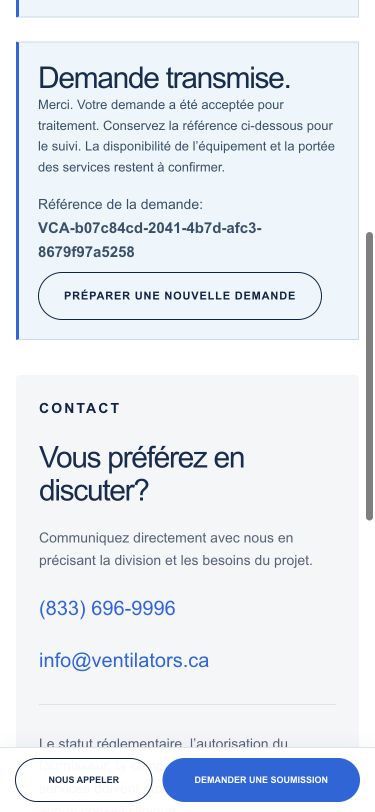 Demande transmise.
Merci. Votre demande a été acceptée pour
traitement. Conservez la référence ci-dessous pour
le suivi. La disponibilité de l’équipement et la portée
des services restent à confirmer.
Référence de la demande:
VCA-b07c84cd-2041-4b7d-afc3-
8679f97a5258
PRÉPARER UNE NOUVELLE DEMANDE
CONTACT
Vous préférez en
discuter?
Communiquez directement avec nous en
précisant la division et les besoins du projet.
(833) 696-9996
info@ventilators.ca
Le statut réglementaire, l’autorisation du
NOUS APPELER
DEMANDER UNE SOUMISSION